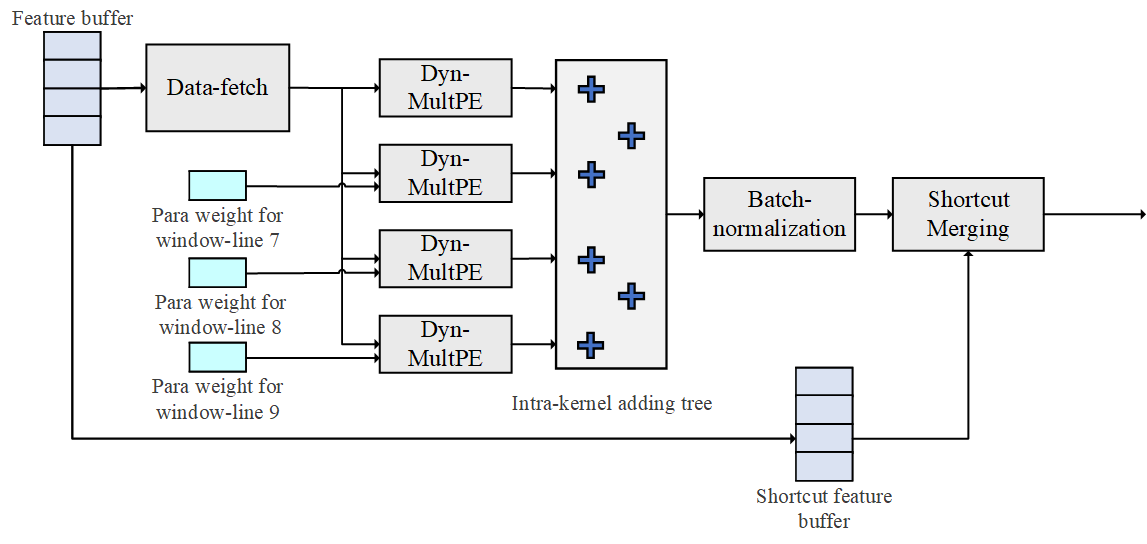 Feature buffer
Data-fetch
Dyn-
MultPE
Dyn-
MultPE
Para weight for
window-line 7
Dyn-
MultPE
Para weight for
window-line 8
Dyn-
MultPE
Para weight for
window-line 9
Intra-kernel adding tree
Batch-
normalization
Shortcut
Merging
Shortcut feature
buffer